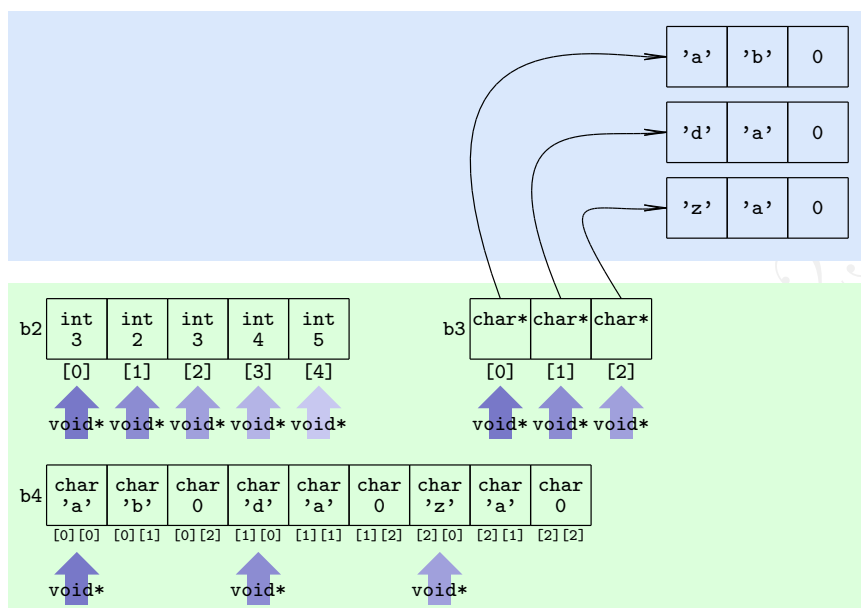 ’a’ ’b’ 0
’d’ ’a’ 0
’z’ ’a’ 0
b2 int 3 int 2 int 3 int 4 int 5
[0] [1] [2] [3] [4]
void* void* void* void* void*
b3 char* char* char*
[0] [1] [2]
void* void* void*
b4 char ’a’ char ’b’ char 0 char ’d’ char ’a’ char 0 char ’z’ char ’a’ char 0
[0][0] [0][1] [0][2] [1][0] [1][1] [1][2] [2][0] [2][1] [2][2]
void* void* void*